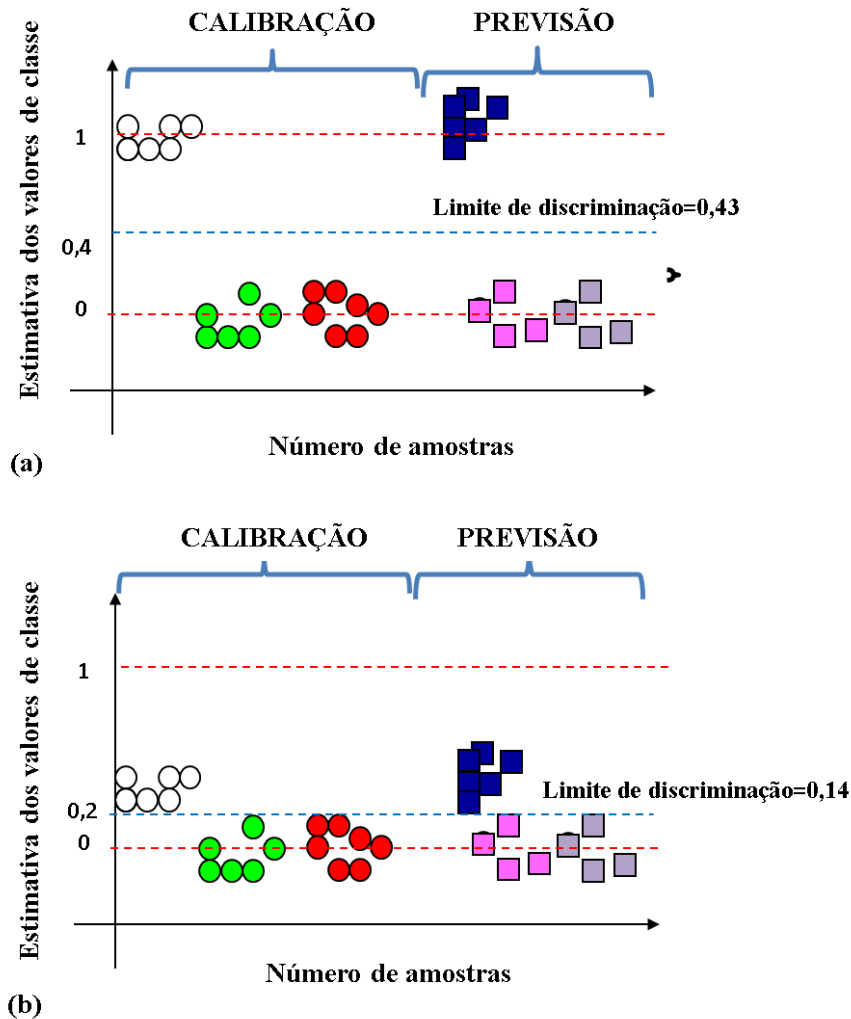 CALIBRAÇÃO PREVISÃO
Estimativa dos valores de classe
1
Limite de discriminação=0,43
0,4
Y
0
Número de amostras
(a)
CALIBRAÇÃO PREVISÃO
Estimativa dos valores de classe
1
Limite de discriminação=0,14
0,2
0
Número de amostras
(b)